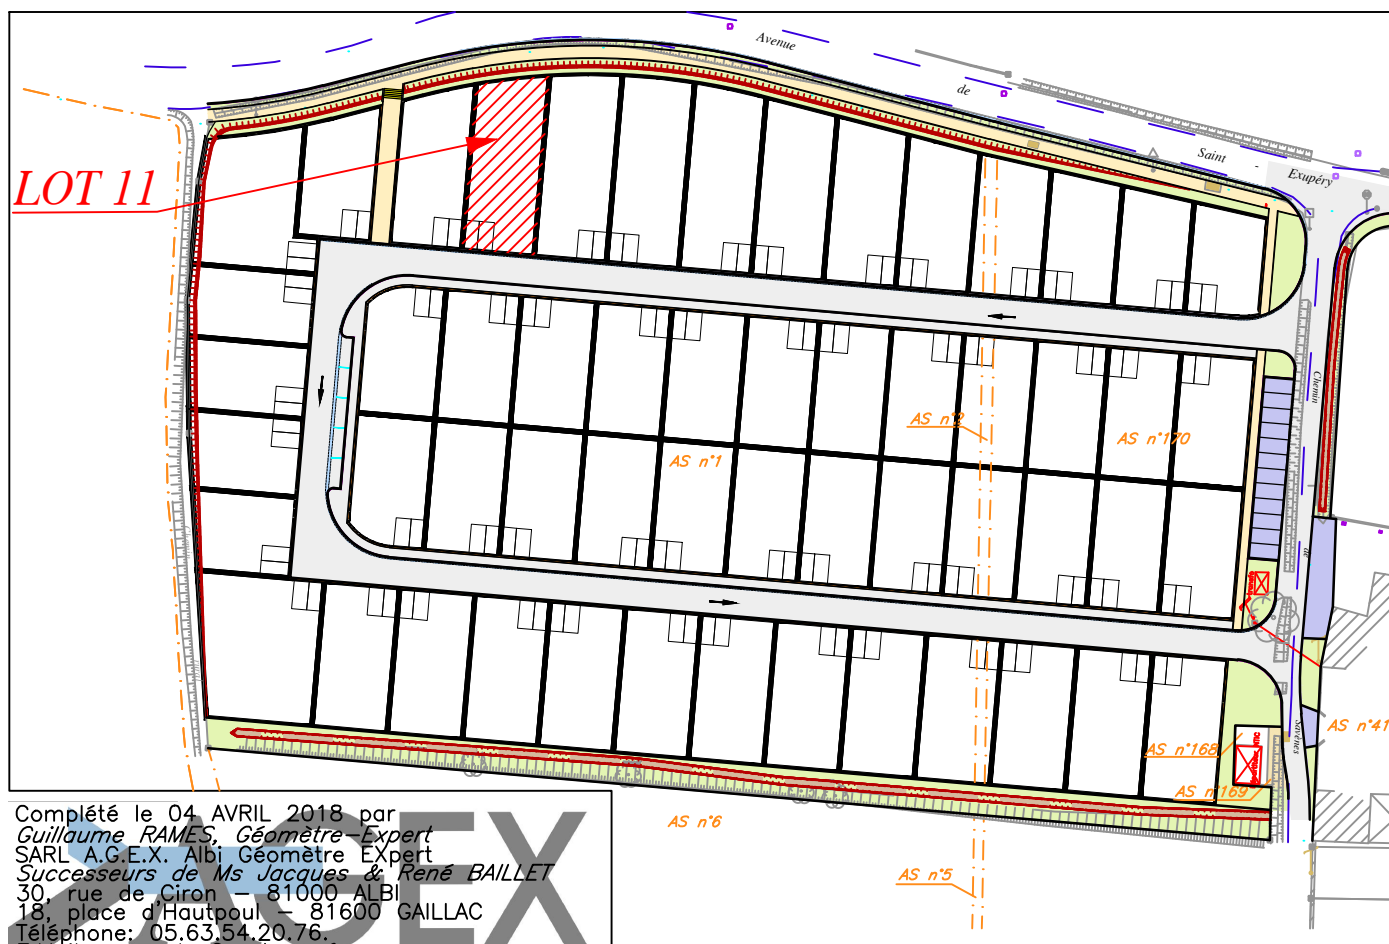 Avenue
de
Saint
Exupéry
LOT 11
Chemin
de
Savènes
AS n°2
AS n°170
AS n°1
AS n°41
AS n°168
AS n°169
AS n°6
AS n°5
AGEX
Complété le 04 AVRIL 2018 par
Guillaume RAMES, Géomètre-Expert
SARL A.G.E.X. Albi Géomètre EXpert
Successeurs de Ms Jacques & René BAILLET
30, rue de Ciron - 81000 ALBI
18, place d'Hautpoul - 81600 GAILLAC
Téléphone: 05.63.54.20.76.